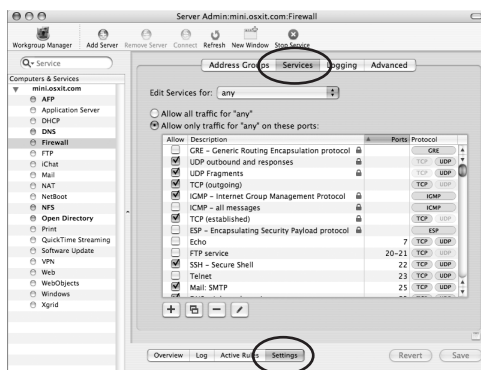 Server Admin:mini.osxit.com:Firewall
Workgroup Manager Add Server Remove Server Connect Refresh New Window Stop Service
Service
Address Groups Services Logging Advanced
Computers & Services
mini.osxit.com
AFP
Application Server
DHCP
DNS
Firewall
FTP
iChat
Mail
NAT
NetBoot
NFS
Open Directory
Print
QuickTime Streaming
Software Update
VPN
Web
WebObjects
Windows
Xgrid
Edit Services for: any
Allow all traffic for "any"
Allow only traffic for "any" on these ports:
Allow Description Ports Protocol
GRE – Generic Routing Encapsulation protocol GRE
UDP outbound and responses TCP UDP
UDP Fragments TCP UDP
TCP (outgoing) TCP UDP
IGMP – Internet Group Management Protocol IGMP
ICMP – all messages ICMP
TCP (established) TCP UDP
ESP – Encapsulating Security Payload protocol ESP
Echo 7 TCP UDP
FTP service 20–21 TCP UDP
SSH – Secure Shell 22 TCP UDP
Telnet 23 TCP UDP
Mail: SMTP 25 TCP UDP
Overview Log Active Rules Settings Revert Save